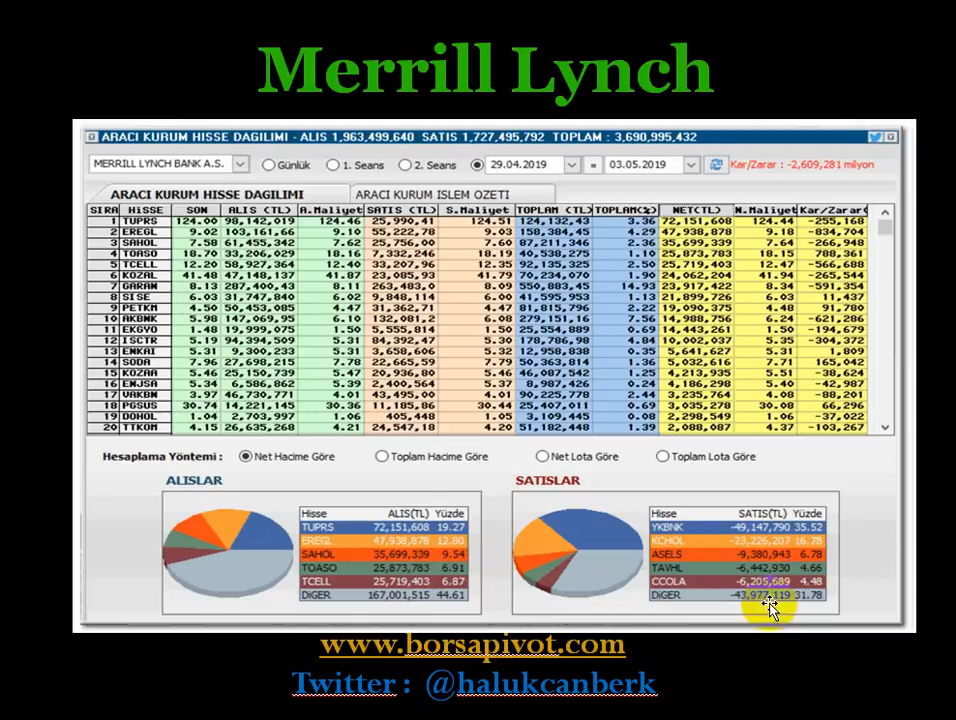 Merrill Lynch
ARACI KURUM HISSE DAGILIMI - ALIS 1,963,499,640 SATIS 1,727,495,792 TOPLAM : 3,690,995,432
MERRILL LYNCH BANK A.S. Günlük 1. Seans 2. Seans 29.04.2019 = 03.05.2019 Kar/Zarar : -2,609,281 milyon
ARACI KURUM HISSE DAGILIMI ARACI KURUM ISLEM OZETI
SIRA HİSSE SON ALIŞ (TL) A.Maliyet SATIŞ (TL) S.Maliyet TOPLAM (TL) TOPLAM(%) NET(TL) N.Maliyet Kar/Zarar(
1 TUPRS 124.00 98,142,019 124.46 25,990,41 124.51 124,132,43 3.36 72,151,608 124.44 -255,168
2 EREGL 9.02 103,161,66 9.10 55,222,78 9.03 158,384,45 4.29 47,938,878 9.18 -834,704
3 SAHOL 7.58 61,455,342 7.62 25,756,00 7.60 87,211,346 2.36 35,699,339 7.64 -266,948
4 TOASO 18.70 33,206,029 18.16 7,332,246 18.19 40,538,275 1.10 25,873,783 18.15 788,361
5 TCELL 12.20 58,927,364 12.40 33,207,96 12.35 92,135,325 2.50 25,719,403 12.47 -566,688
6 KOZAL 41.48 47,148,137 41.87 23,085,93 41.79 70,234,070 1.90 24,062,204 41.94 -265,544
7 GARAN 8.13 287,400,43 8.11 263,483,0 8.09 550,883,45 14.93 23,917,422 8.34 -591,354
8 SISE 6.03 31,747,840 6.02 9,848,114 6.00 41,595,953 1.13 21,899,726 6.03 11,437
9 PETKM 4.50 50,453,085 4.47 31,362,71 4.47 81,815,796 2.22 19,090,375 4.48 91,780
10 AKBNK 5.98 147,069,95 6.10 132,081,2 6.08 279,151,16 7.56 14,988,756 6.24 -621,286
11 EKGYO 1.48 19,999,075 1.50 5,555,814 1.50 25,554,889 0.69 14,443,261 1.50 -194,679
12 ISCTR 5.19 94,394,509 5.31 84,392,47 5.30 178,786,98 4.84 10,002,037 5.35 -304,372
13 ENKAI 5.31 9,300,233 5.31 3,658,606 5.32 12,958,838 0.35 5,641,627 5.31 1,809
14 SODA 7.96 27,698,215 7.78 22,665,59 7.79 50,363,814 1.36 5,032,616 7.71 165,042
15 KOZAA 5.46 25,150,739 5.47 20,936,80 5.46 46,087,542 1.25 4,213,935 5.51 -38,624
16 ENJSA 5.34 6,586,862 5.39 2,400,564 5.37 8,987,426 0.24 4,186,298 5.40 -42,987
17 VAKBN 3.97 46,730,771 4.01 43,495,00 4.01 90,225,778 2.44 3,235,764 4.08 -88,201
18 PGSUS 30.74 14,221,145 30.36 11,185,86 30.44 25,407,011 0.69 3,035,278 30.08 66,296
9 DOHOL 1.04 2,703,997 1.06 405,448 1.05 3,109,445 0.08 2,298,549 1.06 -37,022
20 TTKOM 4.15 26,635,268 4.21 24,547,18 4.20 51,182,448 1.39 2,088,087 4.37 -103,267
Hesaplama Yöntemi : Net Hacime Göre Toplam Hacime Göre Net Lota Göre Toplam Lota Göre
ALISLAR SATISLAR
Hisse ALIS(TL) Yüzde Hisse SATIS(TL) Yüzde
TUPRS 72,151,608 19.27 YKBNK -49,147,790 35.52
EREGL 47,938,878 12.80 KCHOL -23,226,207 16.78
SAHOL 35,699,339 9.54 ASELS -9,380,943 6.78
TOASO 25,873,783 6.91 TAVHL -6,442,930 4.66
TCELL 25,719,403 6.87 CCOLA -6,205,689 4.48
DİGER 167,001,515 44.61 DİGER -43,977,119 31.78
www.borsapivot.com
Twitter : @halukcanberk